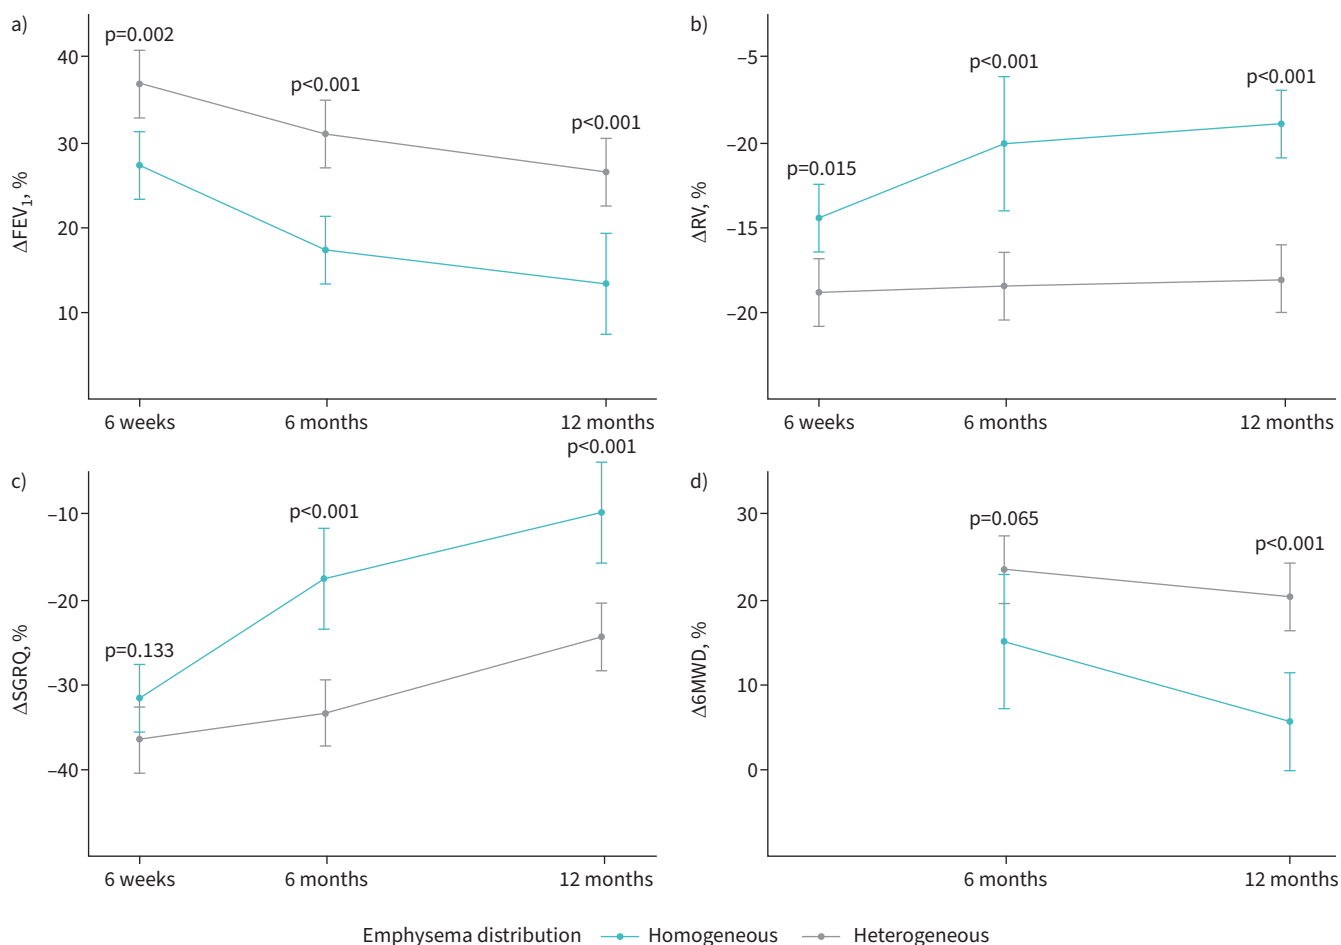 a)
p=0.002
p<0.001
p<0.001
40
30
20
10
ΔFEV1, %
6 weeks
6 months
12 months
b)
p=0.015
p<0.001
p<0.001
–5
–20
–15
–20
ΔRV, %
6 weeks
6 months
12 months
c)
p=0.133
p<0.001
p<0.001
–10
–20
–30
–40
ΔSGRQ, %
6 weeks
6 months
12 months
d)
p=0.065
p<0.001
30
20
10
0
Δ6MWD, %
6 months
12 months
Emphysema distribution Homogeneous Heterogeneous